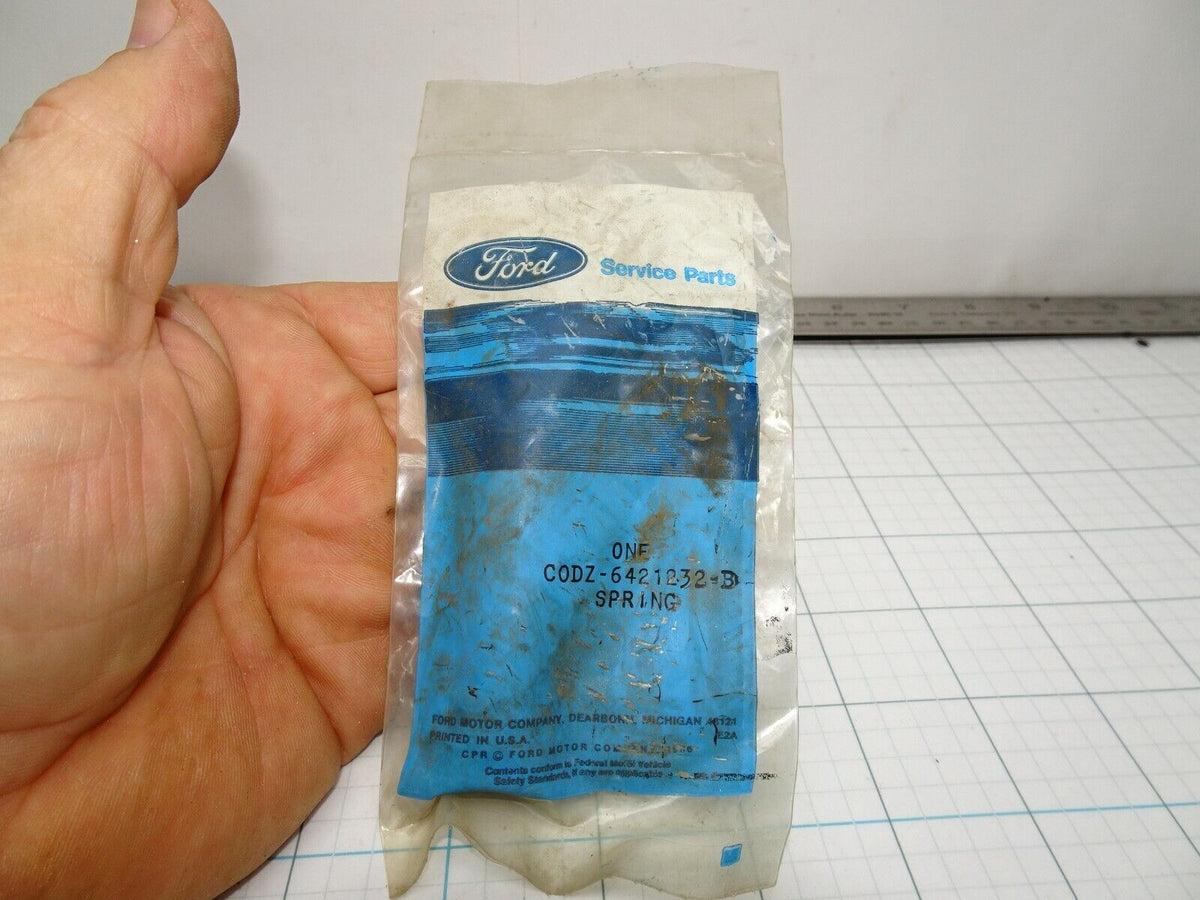 Ford
Service Parts
ONE
CODZ-6421232-B
SPRING
FORD MOTOR COMPANY, DEARBORN, MICHIGAN 48121
PRINTED IN U.S.A. E2A
CPR © FORD MOTOR COMPANY
Contents conform to Federal Motor Vehicle
Safety Standards, if any are applicable